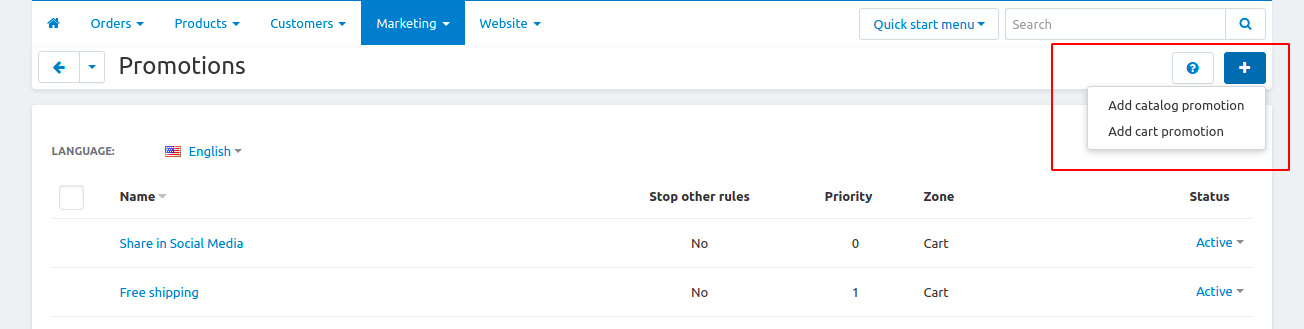 Orders Products Customers Marketing Website Quick start menu Search
Promotions
Add catalog promotion
Add cart promotion
LANGUAGE: English
Name Stop other rules Priority Zone Status
Share in Social Media No 0 Cart Active
Free shipping No 1 Cart Active